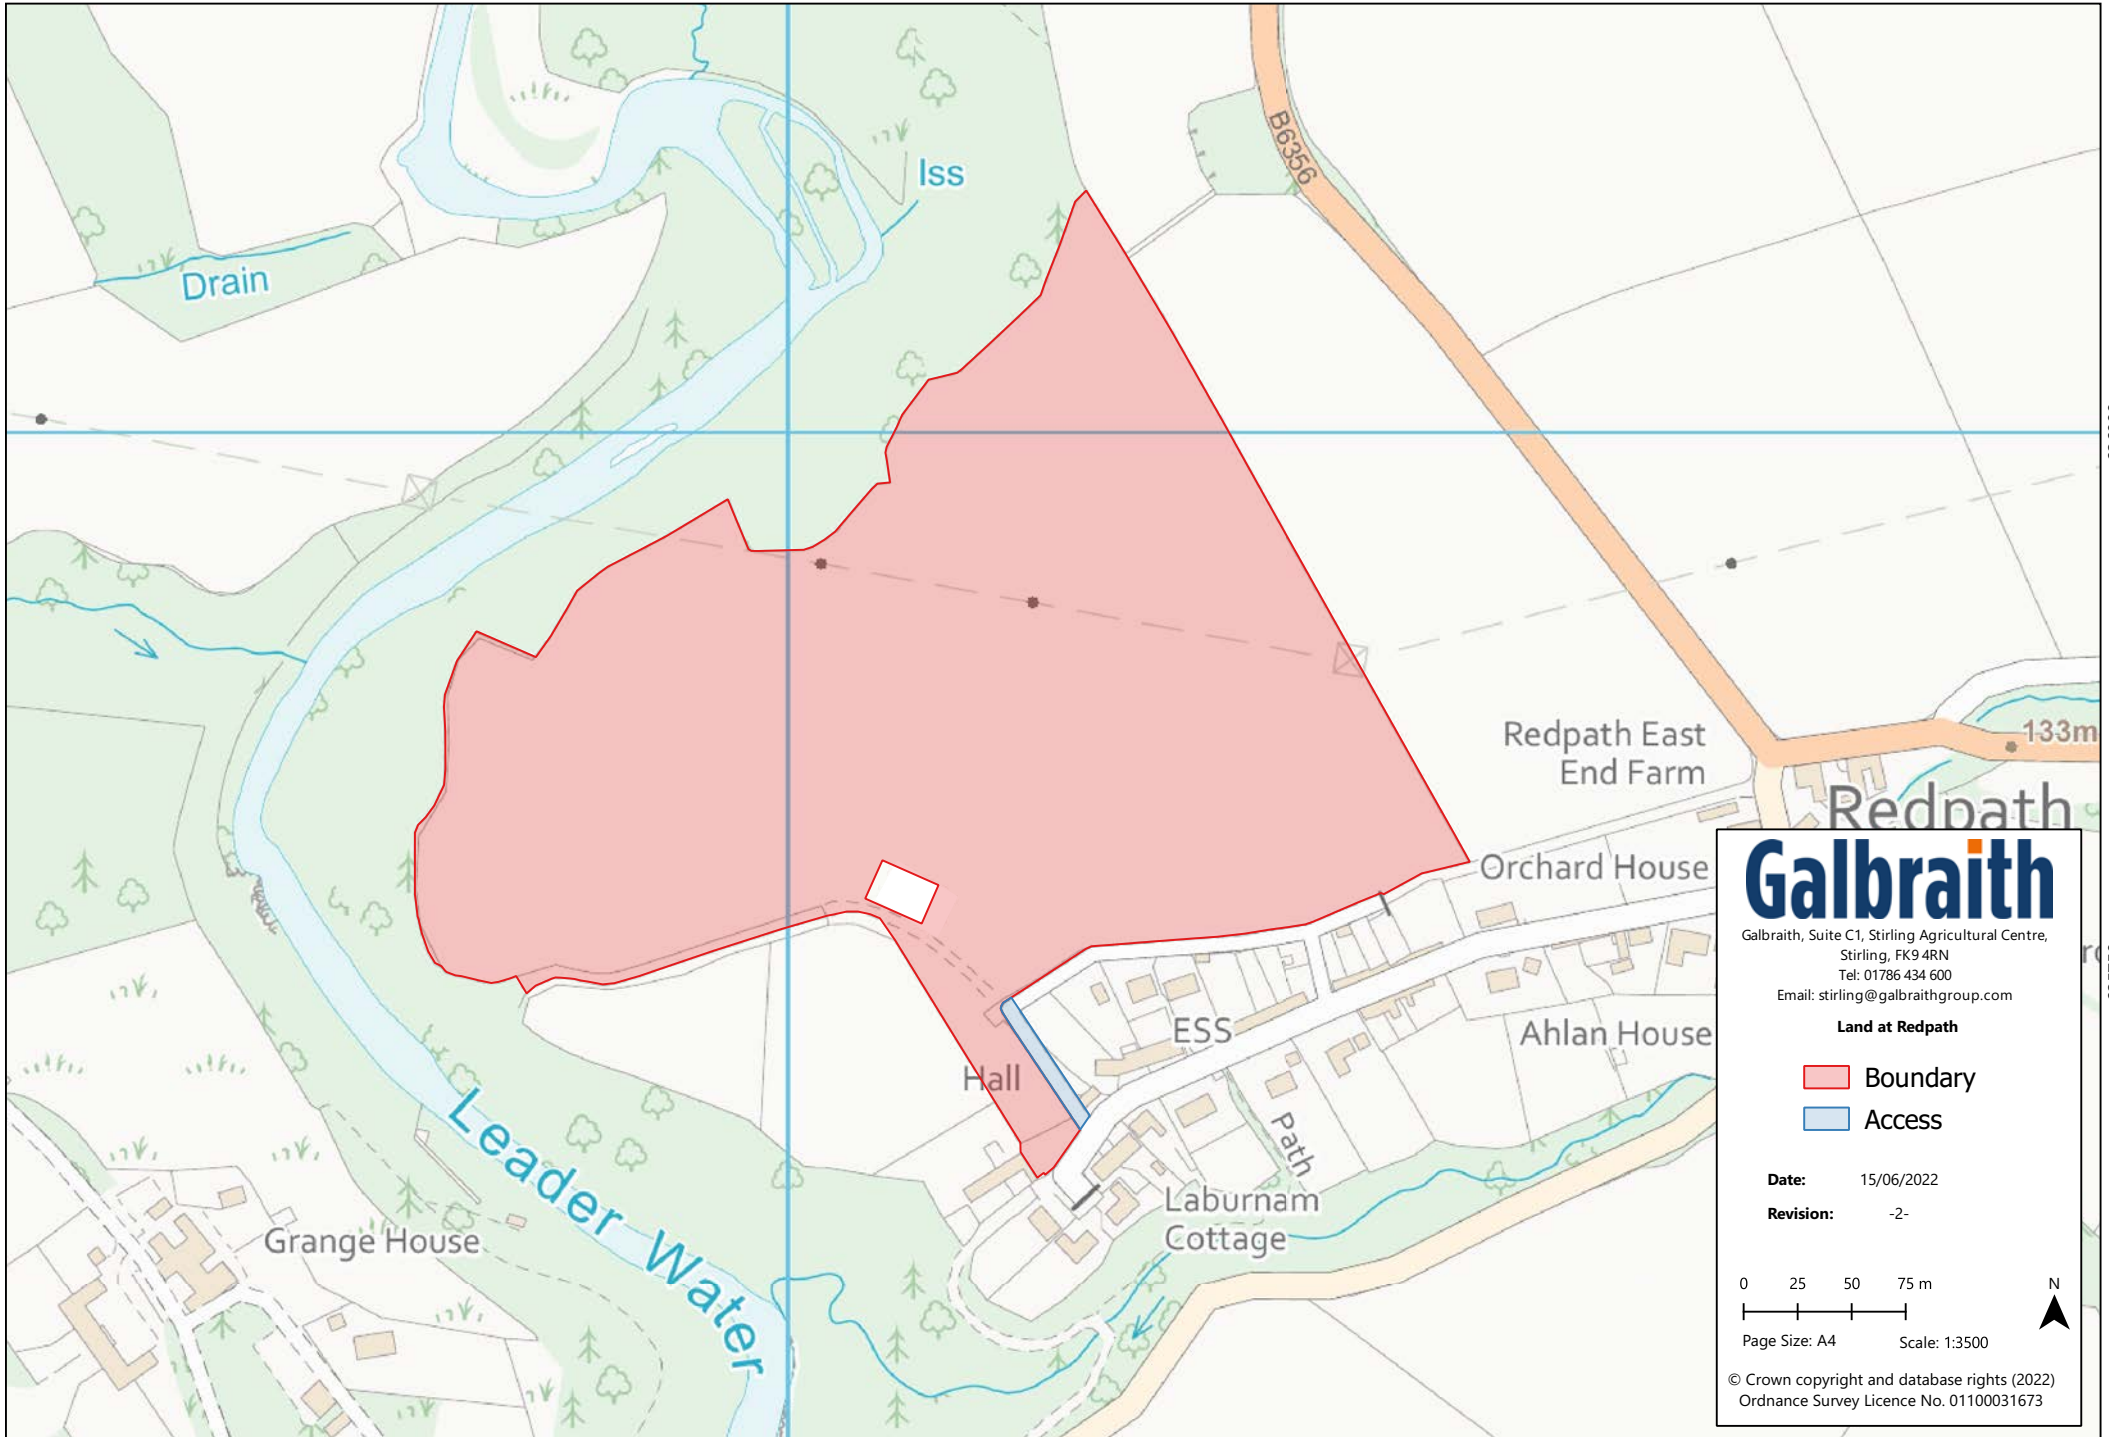 B6356
Iss
Drain
Redpath East
End Farm
133m
Redpath
Orchard House
ESS
Ahlan House
Hall
Path
Leader Water
Laburnam
Cottage
Grange House
Galbraith
Galbraith, Suite C1, Stirling Agricultural Centre,
Stirling, FK9 4RN
Tel: 01786 434 600
Email: stirling@galbraithgroup.com
Land at Redpath
Boundary
Access
Date: 15/06/2022
Revision: -2-
0 25 50 75 m
N
Page Size: A4 Scale: 1:3500
© Crown copyright and database rights (2022)
Ordnance Survey Licence No. 01100031673